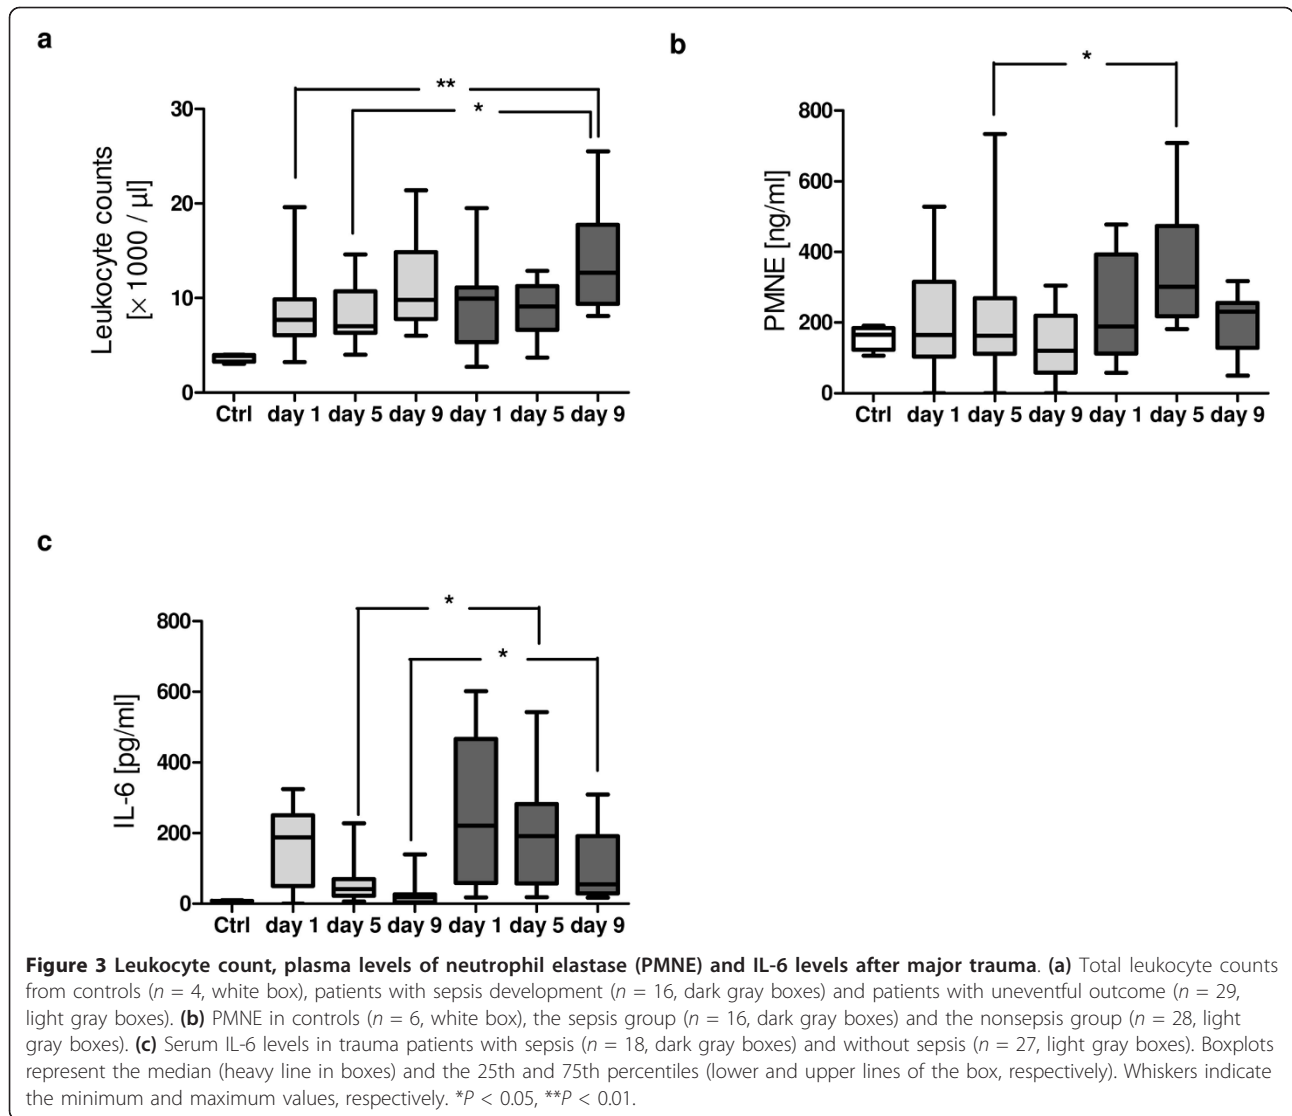 a
**
*
30
20
10
0
Leukocyte counts
[× 1000 / µl]
Ctrl day 1 day 5 day 9 day 1 day 5 day 9
b
*
800
600
400
200
0
PMNE [ng/ml]
Ctrl day 1 day 5 day 9 day 1 day 5 day 9
c
*
*
800
600
400
200
0
IL-6 [pg/ml]
Ctrl day 1 day 5 day 9 day 1 day 5 day 9
Figure 3 Leukocyte count, plasma levels of neutrophil elastase (PMNE) and IL-6 levels after major trauma. (a) Total leukocyte counts
from controls (n = 4, white box), patients with sepsis development (n = 16, dark gray boxes) and patients with uneventful outcome (n = 29,
light gray boxes). (b) PMNE in controls (n = 6, white box), the sepsis group (n = 16, dark gray boxes) and the nonsepsis group (n = 28, light
gray boxes). (c) Serum IL-6 levels in trauma patients with sepsis (n = 18, dark gray boxes) and without sepsis (n = 27, light gray boxes). Boxplots
represent the median (heavy line in boxes) and the 25th and 75th percentiles (lower and upper lines of the box, respectively). Whiskers indicate
the minimum and maximum values, respectively. *P < 0.05, **P < 0.01.